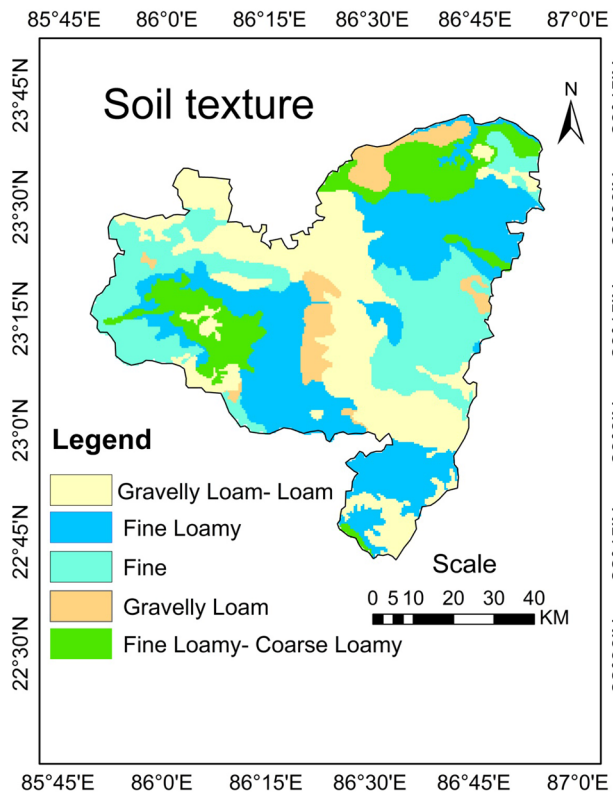 85°45'E 86°0'E 86°15'E 86°30'E 86°45'E 87°0'E
23°45'N
Soil texture
N
23°30'N
23°15'N
23°0'N
Legend
Gravelly Loam- Loam
Fine Loamy
22°45'N
Fine
Scale
Gravelly Loam
0 5 10 20 30 40
KM
Fine Loamy- Coarse Loamy
22°30'N
85°45'E 86°0'E 86°15'E 86°30'E 86°45'E 87°0'E